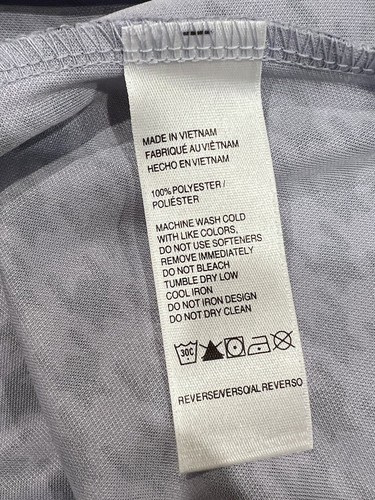 MADE IN VIETNAM
FABRIQUÉ AU VIÊTNAM
HECHO EN VIETNAM
100% POLYESTER /
POLIÉSTER
MACHINE WASH COLD
WITH LIKE COLORS,
DO NOT USE SOFTENERS
REMOVE IMMEDIATELY
DO NOT BLEACH
TUMBLE DRY LOW
COOL IRON
DO NOT IRON DESIGN
DO NOT DRY CLEAN
30C
REVERSE/VERSO/AL REVERSO